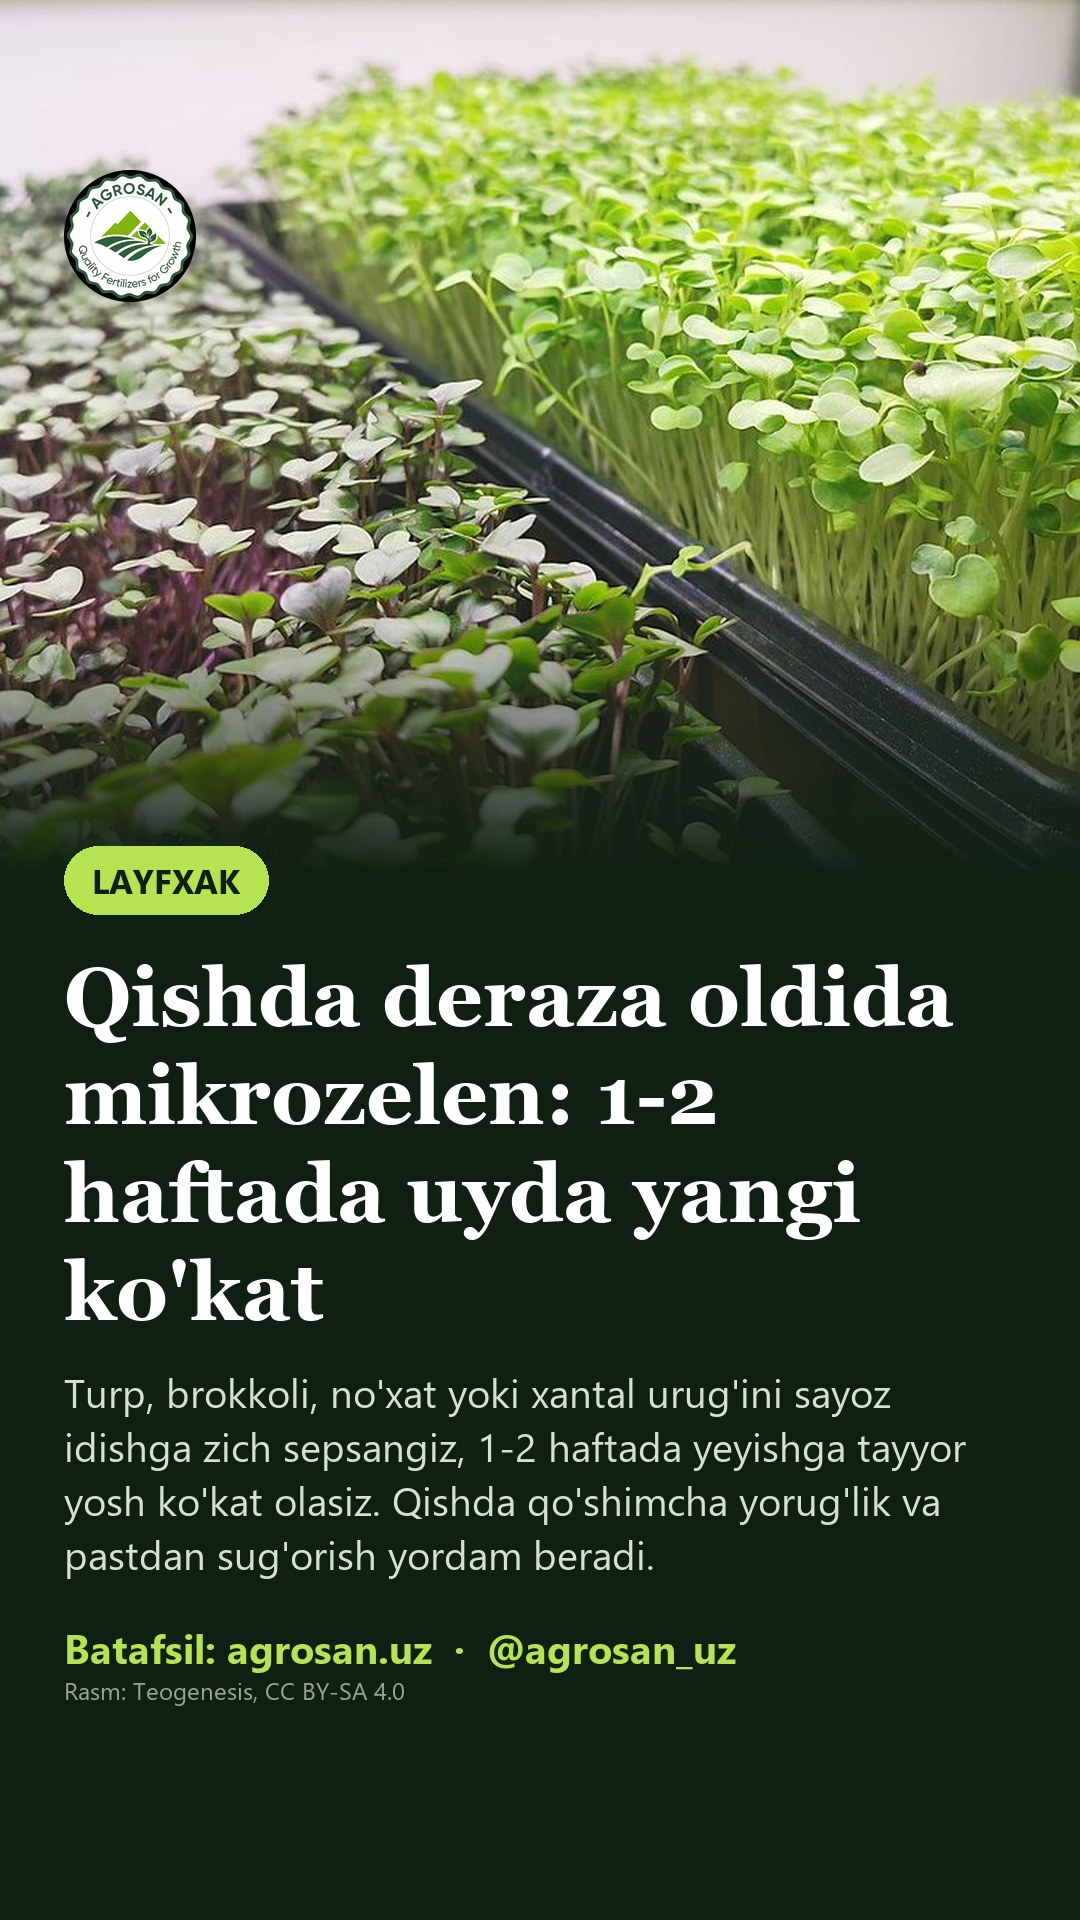 - AGROSAN -
Quality Fertilizers for Growth
LAYFXAK
Qishda deraza oldida
mikrozelen: 1-2
haftada uyda yangi
ko'kat
Turp, brokkoli, no'xat yoki xantal urug'ini sayoz
idishga zich sepsangiz, 1-2 haftada yeyishga tayyor
yosh ko'kat olasiz. Qishda qo'shimcha yorug'lik va
pastdan sug'orish yordam beradi.
Batafsil: agrosan.uz · @agrosan_uz
Rasm: Teogenesis, CC BY-SA 4.0